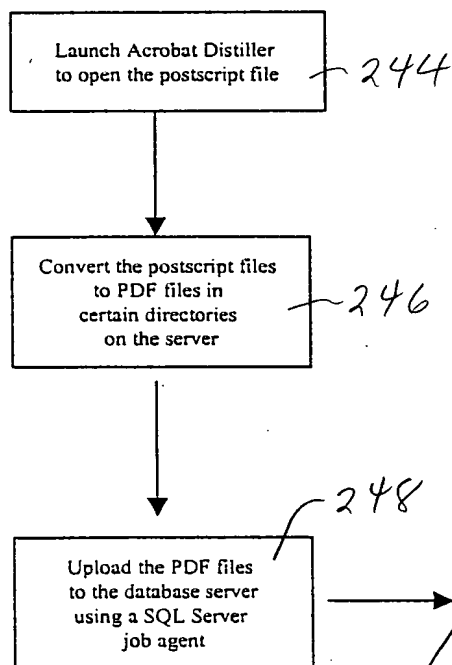 Launch Acrobat Distiller
to open the postscript file
244
Convert the postscript files
to PDF files in
certain directories
on the server
246
248
Upload the PDF files
to the database server
using a SQL Server
job agent